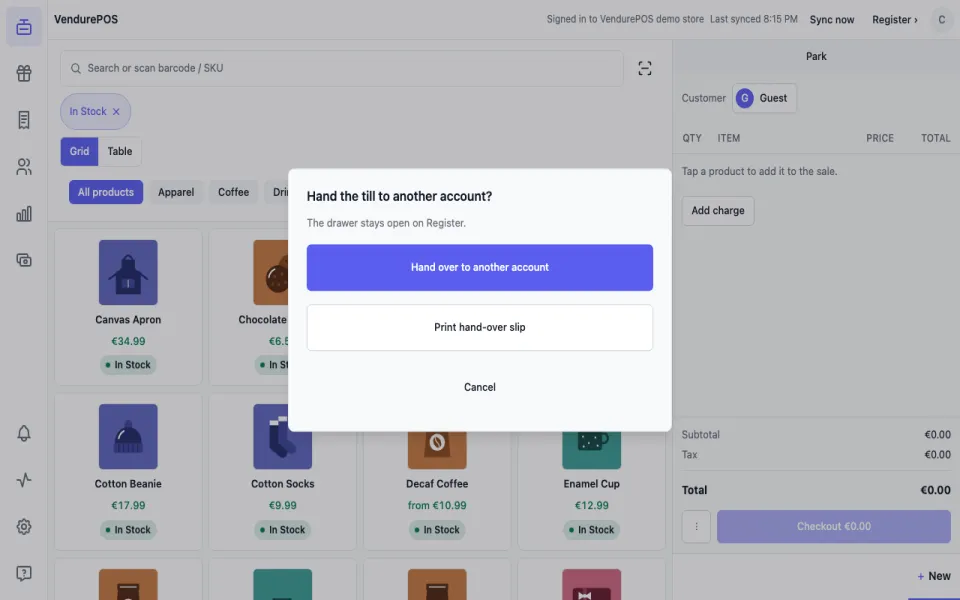 VendurePOS
Signed in to VendurePOS demo store Last synced 8:15 PM Sync now Register › C
Search or scan barcode / SKU
In Stock ×
Grid Table
All products Apparel Coffee
Canvas Apron
€34.99
In Stock
Chocolate
Hand the till to another account?
The drawer stays open on Register.
Hand over to another account
Print hand-over slip
Cancel
Cotton Beanie
€17.99
In Stock
Cotton Socks
€9.99
In Stock
Decaf Coffee
from €10.99
In Stock
Enamel Cup
€12.99
In Stock
Park
Customer G Guest
QTY ITEM PRICE TOTAL
Tap a product to add it to the sale.
Add charge
Subtotal €0.00
Tax €0.00
Total €0.00
Checkout €0.00
+ New